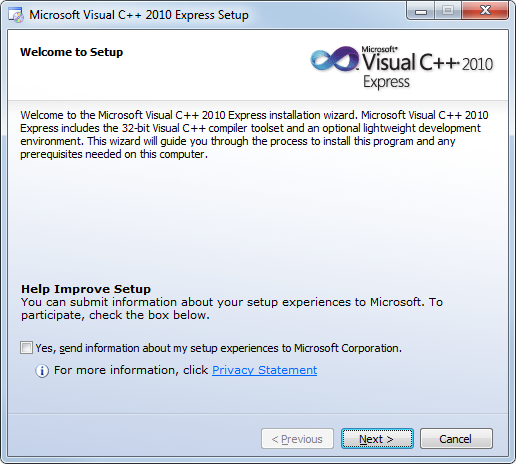 Microsoft Visual C++ 2010 Express Setup
Welcome to Setup
Microsoft®
Visual C++ 2010
Express
Welcome to the Microsoft Visual C++ 2010 Express installation wizard. Microsoft Visual C++ 2010
Express includes the 32-bit Visual C++ compiler toolset and an optional lightweight development
environment. This wizard will guide you through the process to install this program and any
prerequisites needed on this computer.
Help Improve Setup
You can submit information about your setup experiences to Microsoft. To
participate, check the box below.
Yes, send information about my setup experiences to Microsoft Corporation.
For more information, click Privacy Statement
< Previous Next > Cancel